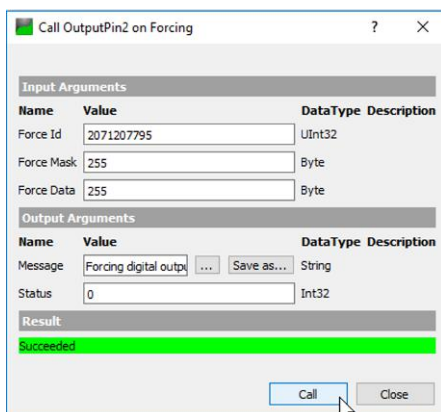 Call OutputPin2 on Forcing ? X
Input Arguments
Name Value DataType Description
Force Id 2071207795 UInt32
Force Mask 255 Byte
Force Data 255 Byte
Output Arguments
Name Value DataType Description
Message Forcing digital outpu ... Save as... String
Status 0 Int32
Result
Succeeded
Call Close